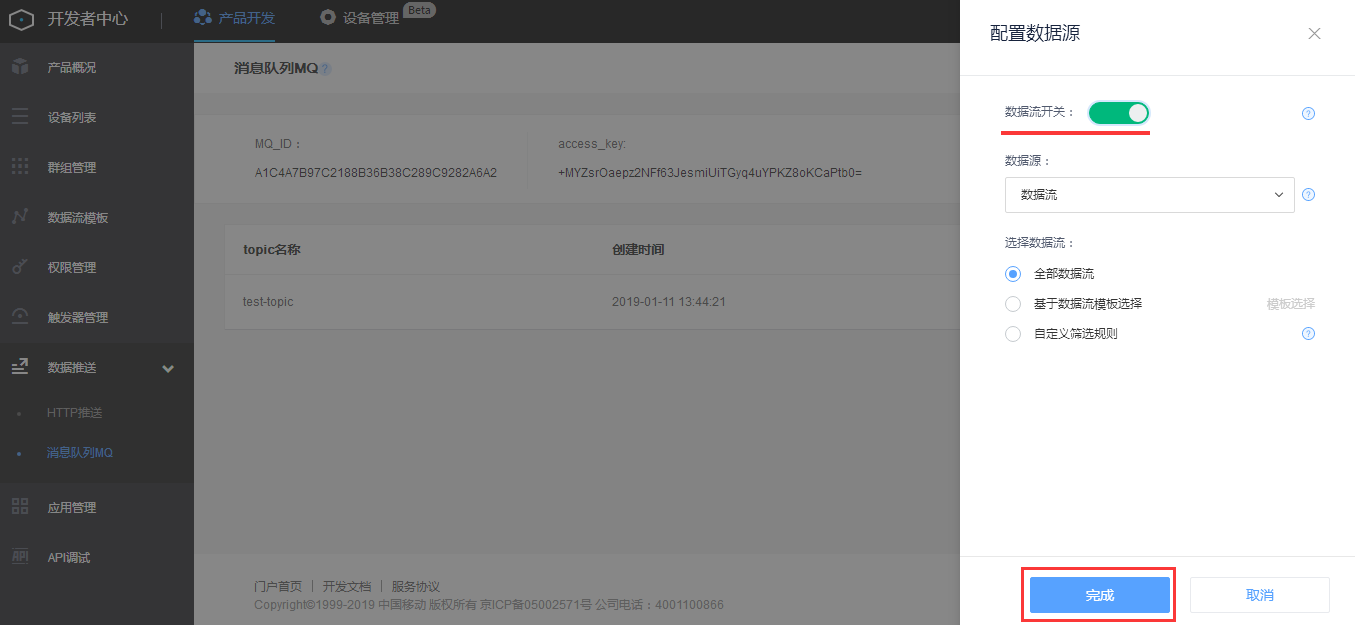 开发者中心
产品开发
设备管理
Beta
产品概况
设备列表
群组管理
数据流模板
权限管理
触发器管理
数据推送
HTTP推送
消息队列MQ
应用管理
API
API调试
消息队列MQ ?
MQ_ID：
access_key:
A1C4A7B97C2188B36B38C289C9282A6A2
+MYZsrOaepz2NFf63JesmiUiTGyq4uYPKZ8oKCaPtb0=
topic名称
创建时间
test-topic
2019-01-11 13:44:21
门户首页 | 开发文档 | 服务协议
Copyright©1999-2019 中国移动 版权所有 京ICP备05002571号 公司电话：4001100866
配置数据源
数据流开关：
?
数据源：
数据流
?
选择数据流：
全部数据流
基于数据流模板选择
模板选择
自定义筛选规则
?
完成
取消